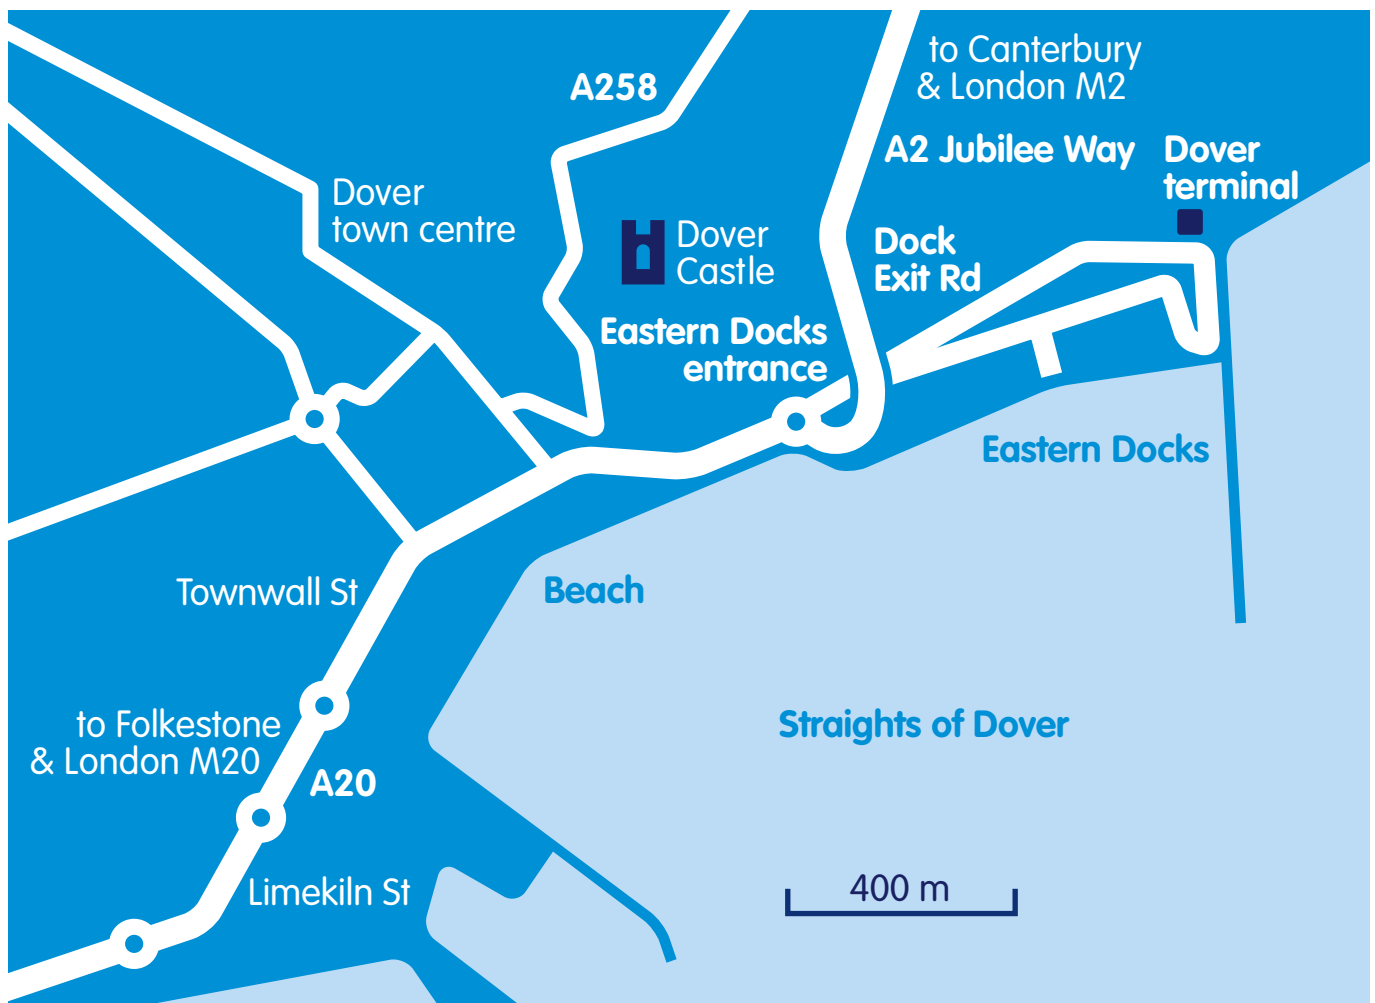 to Canterbury
& London M2
A258
A2 Jubilee Way
Dover
terminal
Dover
town centre
Dover
Castle
Dock
Exit Rd
Eastern Docks
entrance
Eastern Docks
Townwall St
Beach
to Folkestone
& London M20
A20
Straights of Dover
Limekiln St
400 m